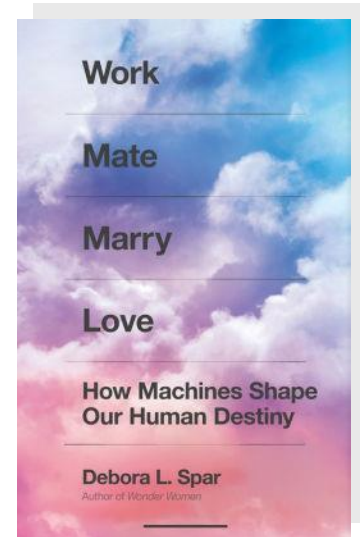 Work
Mate
Marry
Love
How Machines Shape
Our Human Destiny
Debora L. Spar
Author of Wonder Women